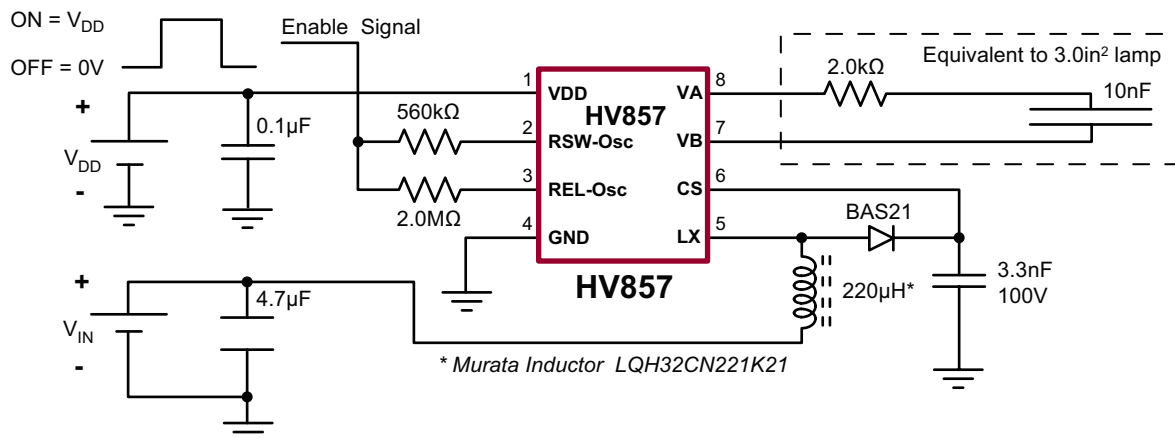 ON = VDD
OFF = 0V
Enable Signal
Equivalent to 3.0in² lamp
+
VDD
-
0.1µF
560kΩ
2.0MΩ
1
2
3
4
VDD
RSW-Osc
REL-Osc
GND
HV857
VA
VB
CS
LX
8
7
6
5
HV857
2.0kΩ
10nF
BAS21
3.3nF
100V
220µH*
+
VIN
-
4.7µF
* Murata Inductor LQH32CN221K21